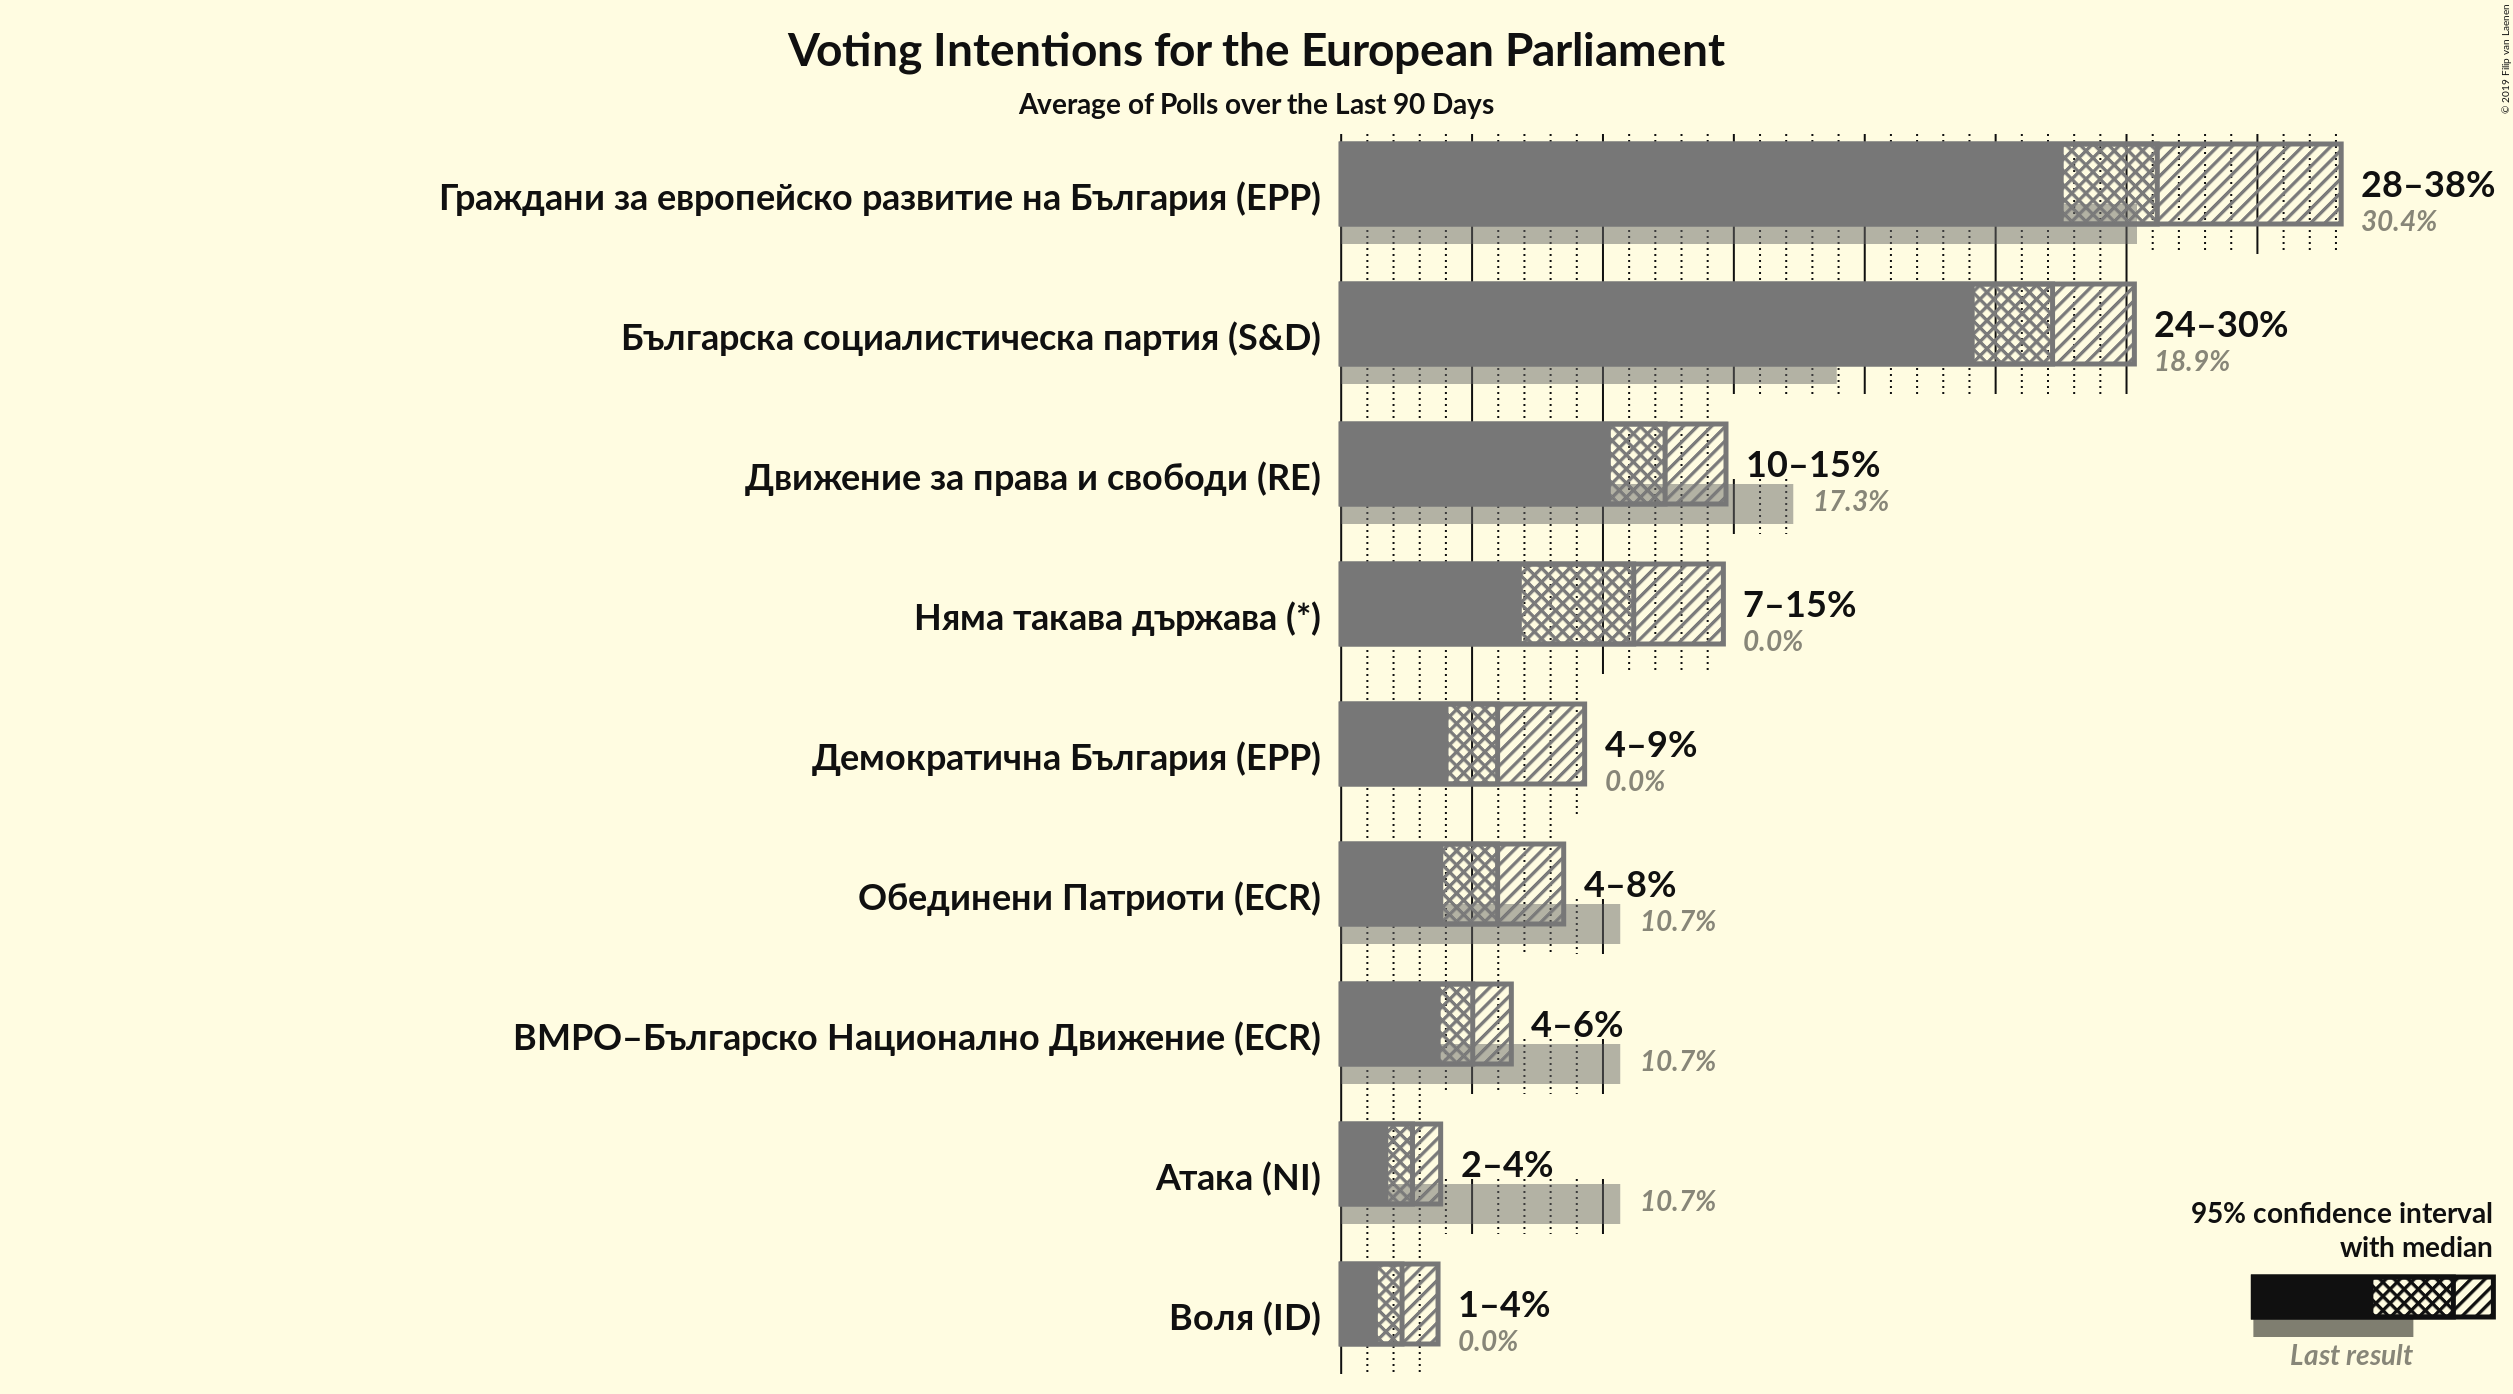 Voting Intentions for the European Parliament
Average of Polls over the Last 90 Days
© 2019 Filip van Laenen
Граждани за европейско развитие на България (EPP)
28–38%
30.4%
Българска социалистическа партия (S&D)
24–30%
18.9%
Движение за права и свободи (RE)
10–15%
17.3%
Няма такава държава (*)
7–15%
0.0%
Демократична България (EPP)
4–9%
0.0%
Обединени Патриоти (ECR)
4–8%
10.7%
ВМРО–Българско Национално Движение (ECR)
4–6%
10.7%
Атака (NI)
2–4%
10.7%
Воля (ID)
1–4%
0.0%
95% confidence interval
with median
Last result